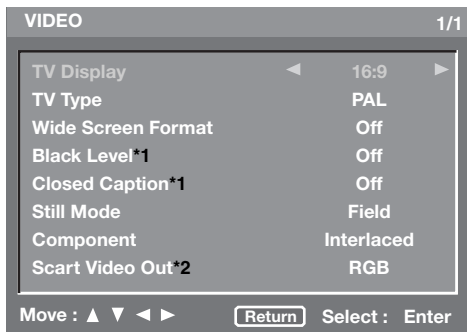 VIDEO 1/1
TV Display ◀ 16:9 ▶
TV Type PAL
Wide Screen Format Off
Black Level*1 Off
Closed Caption*1 Off
Still Mode Field
Component Interlaced
Scart Video Out*2 RGB
Move : ▲ ▼ ◀ ▶ Return Select : Enter